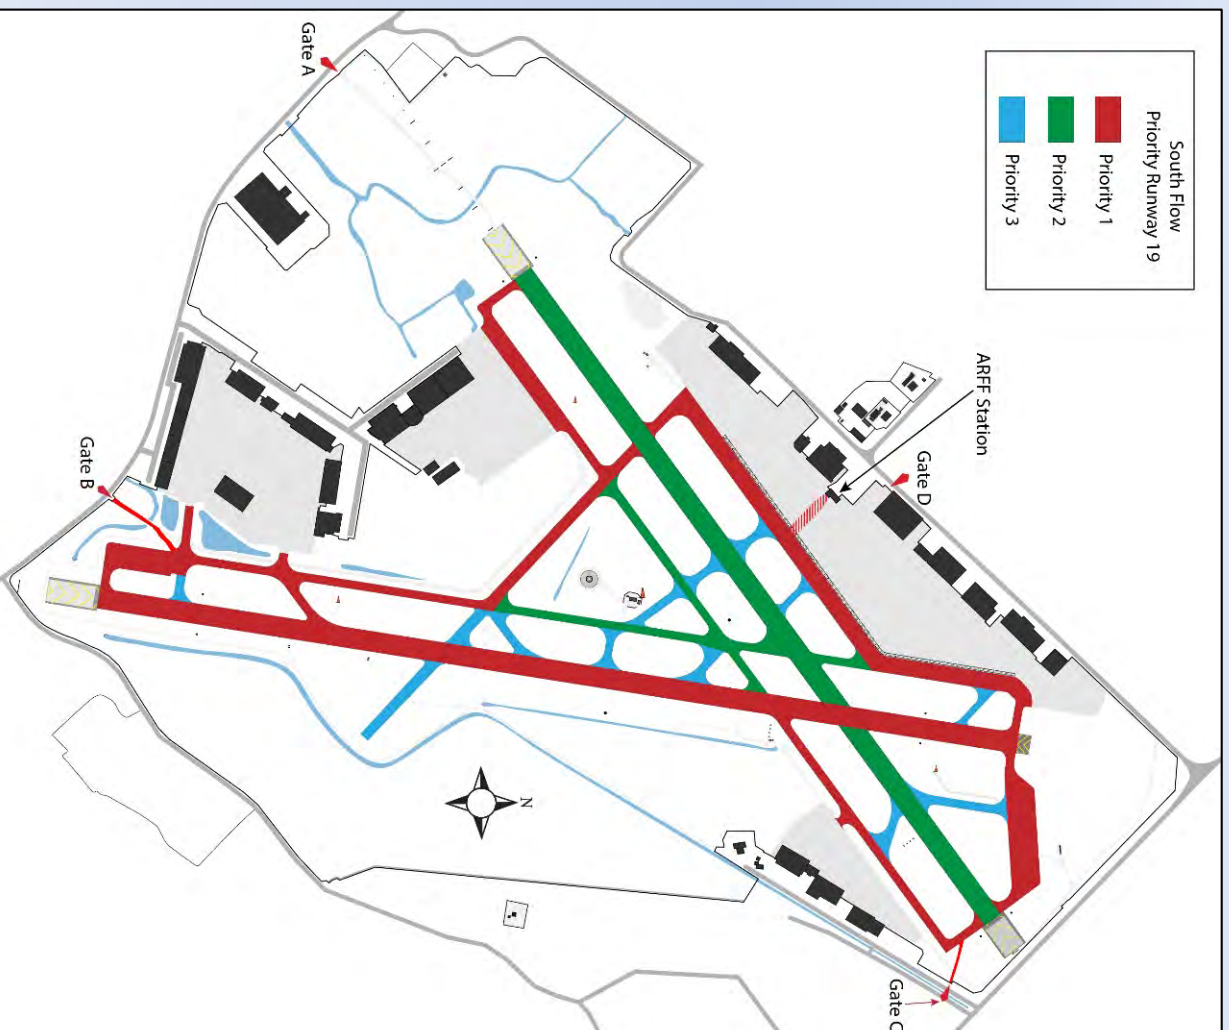 South Flow
Priority Runway 19
Priority 1
Priority 2
Priority 3
Gate A
ARFF Station
Gate D
Gate B
N
Gate C